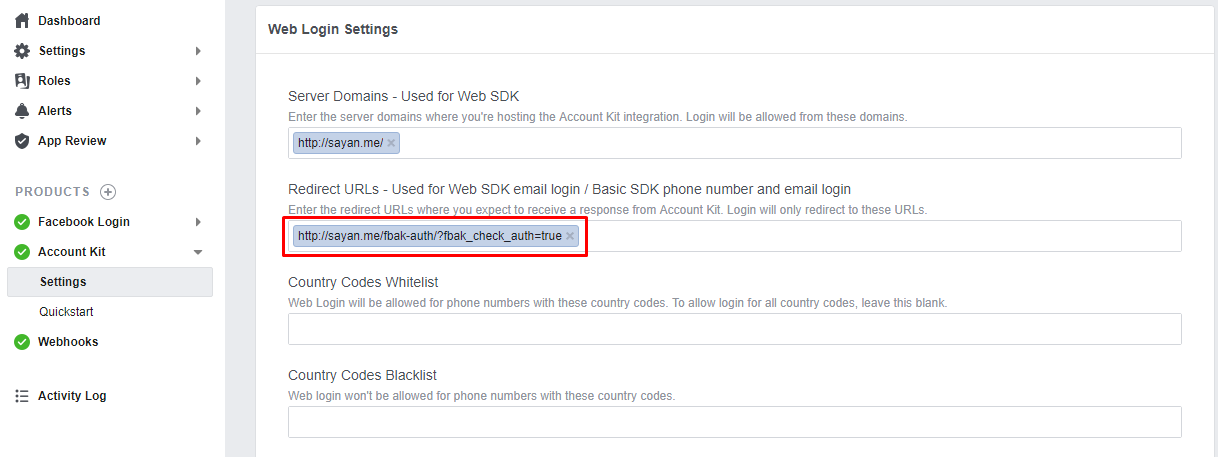 Dashboard
Settings
Roles
Alerts
App Review
PRODUCTS
Facebook Login
Account Kit
Settings
Quickstart
Webhooks
Activity Log
Web Login Settings
Server Domains - Used for Web SDK
Enter the server domains where you're hosting the Account Kit integration. Login will be allowed from these domains.
http://sayan.me/
Redirect URLs - Used for Web SDK email login / Basic SDK phone number and email login
Enter the redirect URLs where you expect to receive a response from Account Kit. Login will only redirect to these URLs.
http://sayan.me/fbak-auth/?fbak_check_auth=true
Country Codes Whitelist
Web Login will be allowed for phone numbers with these country codes. To allow login for all country codes, leave this blank.
Country Codes Blacklist
Web login won't be allowed for phone numbers with these country codes.